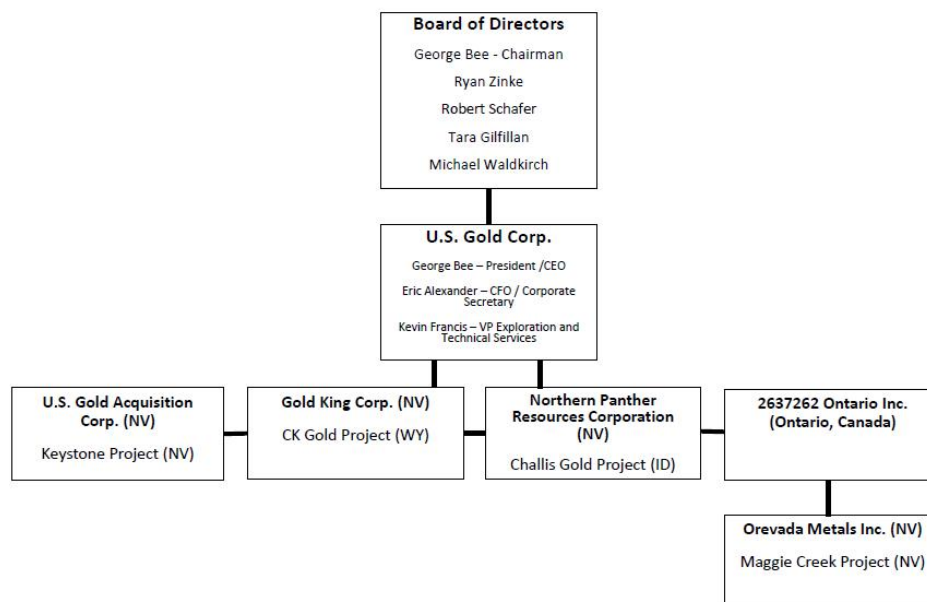 Board of Directors
George Bee - Chairman
Ryan Zinke
Robert Schafer
Tara Gilfillan
Michael Waldkirch
U.S. Gold Corp.
George Bee – President /CEO
Eric Alexander – CFO / Corporate
Secretary
Kevin Francis – VP Exploration and
Technical Services
U.S. Gold Acquisition
Corp. (NV)
Keystone Project (NV)
Gold King Corp. (NV)
CK Gold Project (WY)
Northern Panther
Resources Corporation
(NV)
Challis Gold Project (ID)
2637262 Ontario Inc.
(Ontario, Canada)
Orevada Metals Inc. (NV)
Maggie Creek Project (NV)